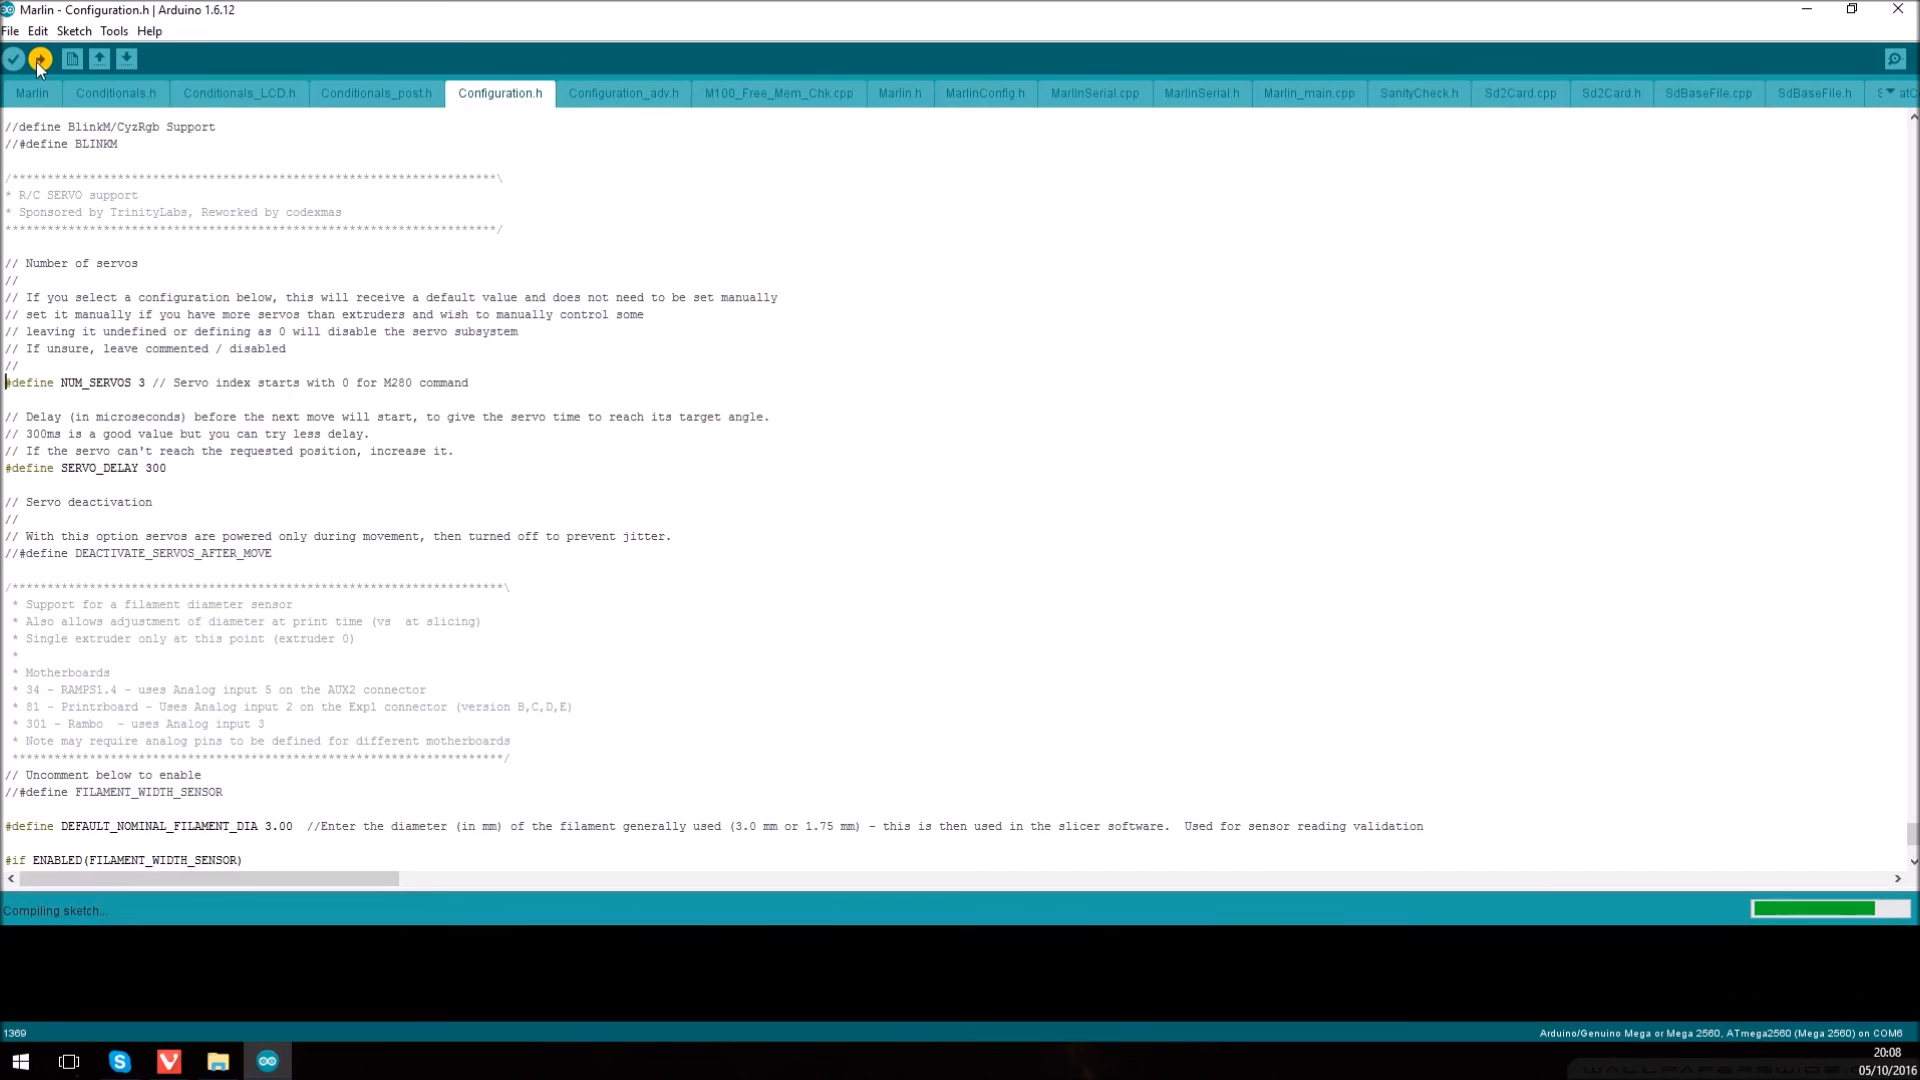 Marlin - Configuration.h | Arduino 1.6.12
File Edit Sketch Tools Help
Marlin Conditionals.h Conditionals_LCD.h Conditionals_post.h Configuration.h Configuration_adv.h M100_Free_Mem_Chk.cpp Marlin.h MarlinConfig.h MarlinSerial.cpp MarlinSerial.h Marlin_main.cpp SanityCheck.h Sd2Card.cpp Sd2Card.h SdBaseFile.cpp SdBaseFile.h
//define BlinkM/CyzRgb Support
//#define BLINKM
/*********************************************************************\
* R/C SERVO support
* Sponsored by TrinityLabs, Reworked by codexmas
**********************************************************************/
// Number of servos
//
// If you select a configuration below, this will receive a default value and does not need to be set manually
// set it manually if you have more servos than extruders and wish to manually control some
// leaving it undefined or defining as 0 will disable the servo subsystem
// If unsure, leave commented / disabled
//
#define NUM_SERVOS 3 // Servo index starts with 0 for M280 command
// Delay (in microseconds) before the next move will start, to give the servo time to reach its target angle.
// 300ms is a good value but you can try less delay.
// If the servo can't reach the requested position, increase it.
#define SERVO_DELAY 300
// Servo deactivation
//
// With this option servos are powered only during movement, then turned off to prevent jitter.
//#define DEACTIVATE_SERVOS_AFTER_MOVE
/**********************************************************************\
* Support for a filament diameter sensor
* Also allows adjustment of diameter at print time (vs  at slicing)
* Single extruder only at this point (extruder 0)
*
* Motherboards
* 34 - RAMPS1.4 - uses Analog input 5 on the AUX2 connector
* 81 - Printrboard - Uses Analog input 2 on the Exp1 connector (version B,C,D,E)
* 301 - Rambo  - uses Analog input 3
* Note may require analog pins to be defined for different motherboards
**********************************************************************/
// Uncomment below to enable
//#define FILAMENT_WIDTH_SENSOR
#define DEFAULT_NOMINAL_FILAMENT_DIA 3.00  //Enter the diameter (in mm) of the filament generally used (3.0 mm or 1.75 mm) - this is then used in the slicer software.  Used for sensor reading validation
#if ENABLED(FILAMENT_WIDTH_SENSOR)
Compiling sketch...
1369 Arduino/Genuino Mega or Mega 2560, ATmega2560 (Mega 2560) on COM6
20:08
05/10/2016